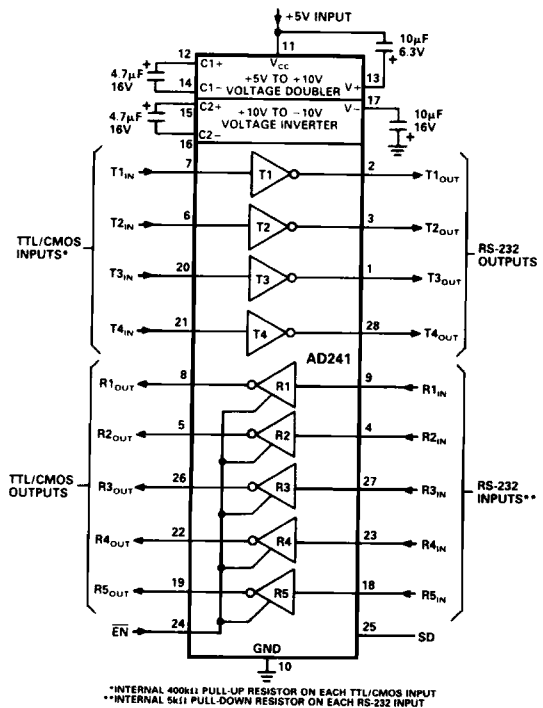 +5V INPUT
11
VCC
10µF
6.3V
+
12
C1+
+
4.7µF
16V
14
C1−
+5V TO +10V
VOLTAGE DOUBLER
V+
13
+
4.7µF
16V
15
C2+
16
C2−
+10V TO −10V
VOLTAGE INVERTER
V−
17
10µF
16V
+
TTL/CMOS
INPUTS*
T1IN
7
T1
2
T1OUT
T2IN
6
T2
3
T2OUT
T3IN
20
T3
1
T3OUT
T4IN
21
T4
28
T4OUT
RS-232
OUTPUTS
AD241
TTL/CMOS
OUTPUTS
R1OUT
8
R1
9
R1IN
R2OUT
5
R2
4
R2IN
R3OUT
26
R3
27
R3IN
R4OUT
22
R4
23
R4IN
R5OUT
19
R5
18
R5IN
RS-232
INPUTS**
EN
24
25
SD
GND
10
*INTERNAL 400kΩ PULL-UP RESISTOR ON EACH TTL/CMOS INPUT
**INTERNAL 5kΩ PULL-DOWN RESISTOR ON EACH RS-232 INPUT